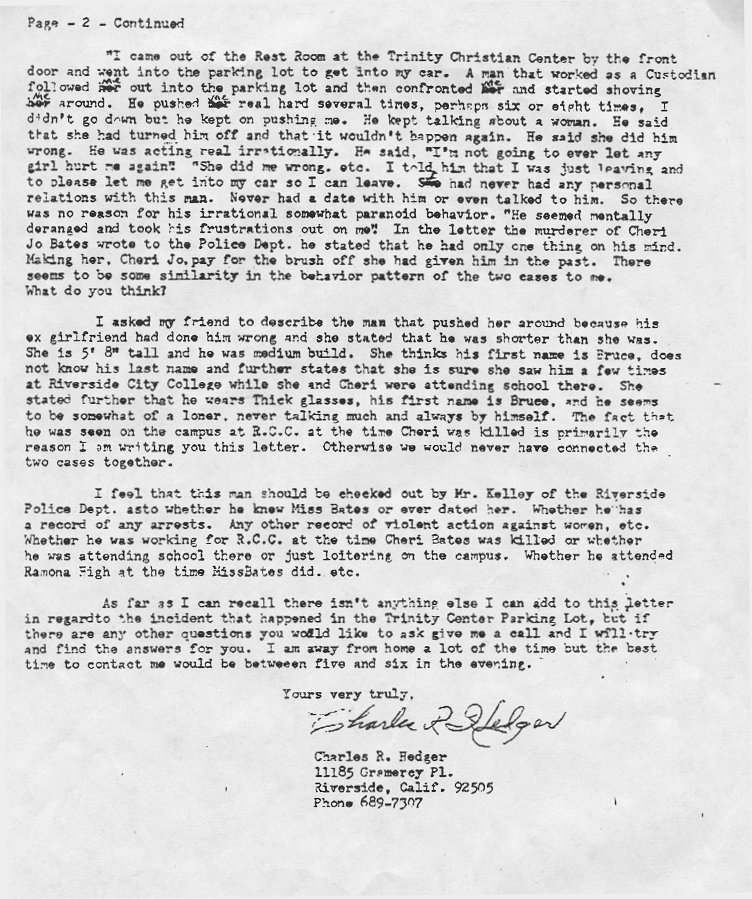 Page - 2 - Continued
"I came out of the Rest Room at the Trinity Christian Center by the front
door and went into the parking lot to get into my car. A man that worked as a Custodian
followed me out into the parking lot and then confronted me and started shoving
me around. He pushed me real hard several times, perhaps six or eight times, I
didn't go down but he kept on pushing me. He kept talking about a woman. He said
that she had turned him off and that it wouldn't happen again. He said she did him
wrong. He was acting real irrationally. He said, "I'm not going to ever let any
girl hurt me again". "She did me wrong. etc. I told him that I was just leaving and
to please let me get into my car so I can leave. She had never had any personal
relations with this man. Never had a date with him or even talked to him. So there
was no reason for his irrational somewhat paranoid behavior. "He seemed mentally
deranged and took his frustrations out on me". In the letter the murderer of Cheri
Jo Bates wrote to the Police Dept. he stated that he had only one thing on his mind.
Making her, Cheri Jo,pay for the brush off she had given him in the past. There
seems to be some similarity in the behavior pattern of the two cases to me.
What do you think?
I asked my friend to describe the man that pushed her around because his
ex girlfriend had done him wrong and she stated that he was shorter than she was.
She is 5' 8" tall and he was medium build. She thinks his first name is Bruce, does
not know his last name and further states that she is sure she saw him a few times
at Riverside City College while she and Cheri were attending school there. She
stated further that he wears Thick glasses, his first name is Bruce, and he seems
to be somewhat of a loner, never talking much and always by himself. The fact that
he was seen on the campus at R.C.C. at the time Cheri was killed is primarily the
reason I am writing you this letter. Otherwise we would never have connected the
two cases together.
I feel that this man should be checked out by Mr. Kelley of the Riverside
Police Dept. asto whether he knew Miss Bates or ever dated her. Whether he has
a record of any arrests. Any other record of violent action against women, etc.
Whether he was working for R.C.C. at the time Cheri Bates was killed or whether
he was attending school there or just loitering on the campus. Whether he attended
Ramona High at the time MissBates did. etc.
As far as I can recall there isn't anything else I can add to this letter
in regardto the incident that happened in the Trinity Center Parking Lot, but if
there are any other questions you would like to ask give me a call and I will try
and find the answers for you. I am away from home a lot of the time but the best
time to contact me would be betweeen five and six in the evening.
Yours very truly,
Charles R. Hedger
Charles R. Hedger
11185 Gramercy Pl.
Riverside, Calif. 92505
Phone 689-7307